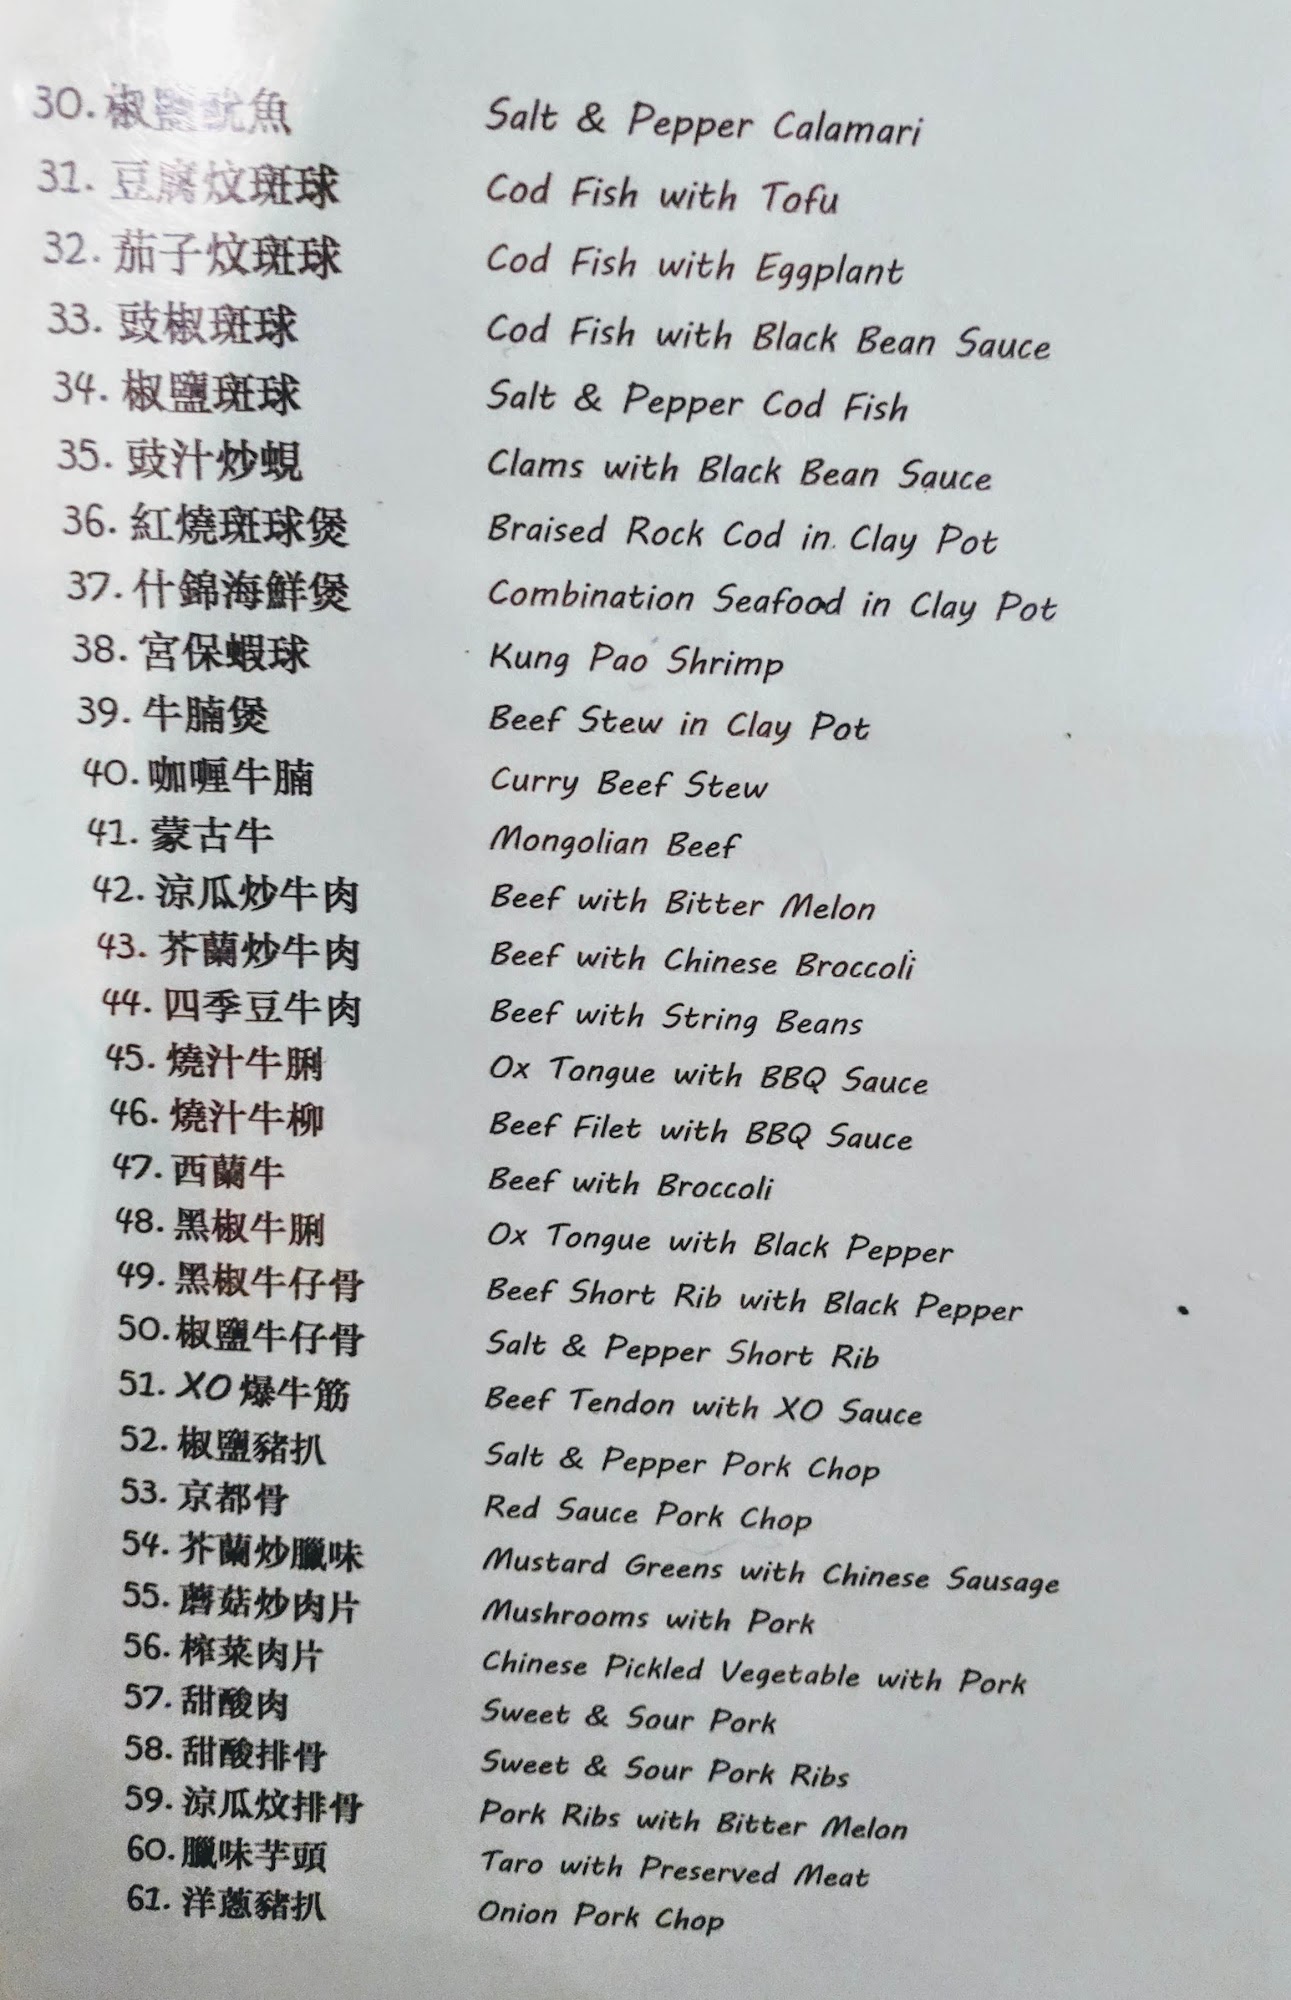 30. 椒鹽魷魚 Salt & Pepper Calamari
31. 豆腐炆斑球 Cod Fish with Tofu
32. 茄子炆斑球 Cod Fish with Eggplant
33. 豉椒斑球 Cod Fish with Black Bean Sauce
34. 椒鹽斑球 Salt & Pepper Cod Fish
35. 豉汁炒蜆 Clams with Black Bean Sauce
36. 紅燒斑球煲 Braised Rock Cod in Clay Pot
37. 什錦海鮮煲 Combination Seafood in Clay Pot
38. 宮保蝦球 Kung Pao Shrimp
39. 牛腩煲 Beef Stew in Clay Pot
40. 咖喱牛腩 Curry Beef Stew
41. 蒙古牛 Mongolian Beef
42. 涼瓜炒牛肉 Beef with Bitter Melon
43. 芥蘭炒牛肉 Beef with Chinese Broccoli
44. 四季豆牛肉 Beef with String Beans
45. 燒汁牛脷 Ox Tongue with BBQ Sauce
46. 燒汁牛柳 Beef Filet with BBQ Sauce
47. 西蘭牛 Beef with Broccoli
48. 黑椒牛脷 Ox Tongue with Black Pepper
49. 黑椒牛仔骨 Beef Short Rib with Black Pepper
50. 椒鹽牛仔骨 Salt & Pepper Short Rib
51. XO 爆牛筋 Beef Tendon with XO Sauce
52. 椒鹽豬扒 Salt & Pepper Pork Chop
53. 京都骨 Red Sauce Pork Chop
54. 芥蘭炒臘味 Mustard Greens with Chinese Sausage
55. 蘑菇炒肉片 Mushrooms with Pork
56. 榨菜肉片 Chinese Pickled Vegetable with Pork
57. 甜酸肉 Sweet & Sour Pork
58. 甜酸排骨 Sweet & Sour Pork Ribs
59. 涼瓜炆排骨 Pork Ribs with Bitter Melon
60. 臘味芋頭 Taro with Preserved Meat
61. 洋蔥豬扒 Onion Pork Chop